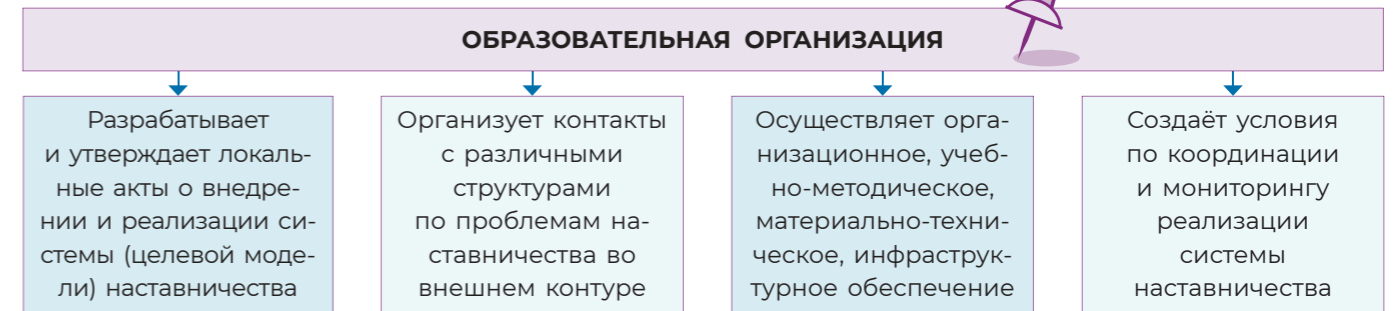 ОБРАЗОВАТЕЛЬНАЯ ОРГАНИЗАЦИЯ
Разрабатывает
и утверждает локаль-
ные акты о внедре-
нии и реализации си-
стемы (целевой моде-
ли) наставничества
Организует контакты
с различными
структурами
по проблемам на-
ставничества во
внешнем контуре
Осуществляет орга-
низационное, учеб-
но-методическое,
материально-техни-
ческое, инфраструк-
турное обеспечение
Создаёт условия
по координации
и мониторингу
реализации
системы
наставничества